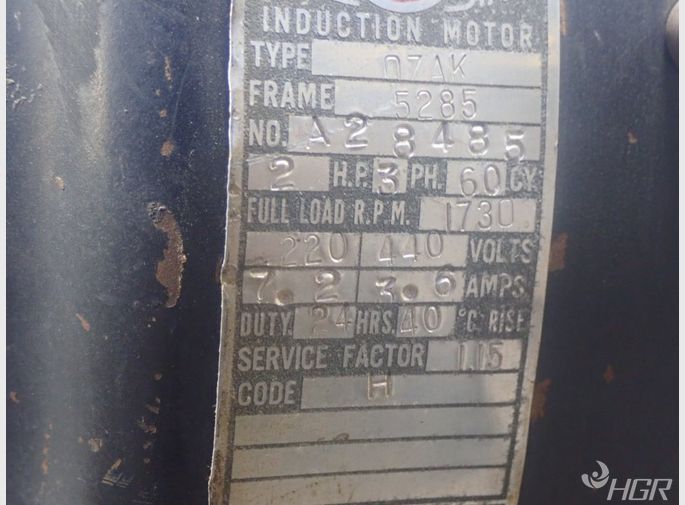 INDUCTION MOTOR
TYPE OZAK
FRAME 5285
NO. A28485
2 H.P. 3 PH. 60 CY.
FULL LOAD R.P.M. 1730
220 440 VOLTS
7.2 3.6 AMPS
DUTY 24 HRS. 40 °C. RISE
SERVICE FACTOR 1.15
CODE H
HGR